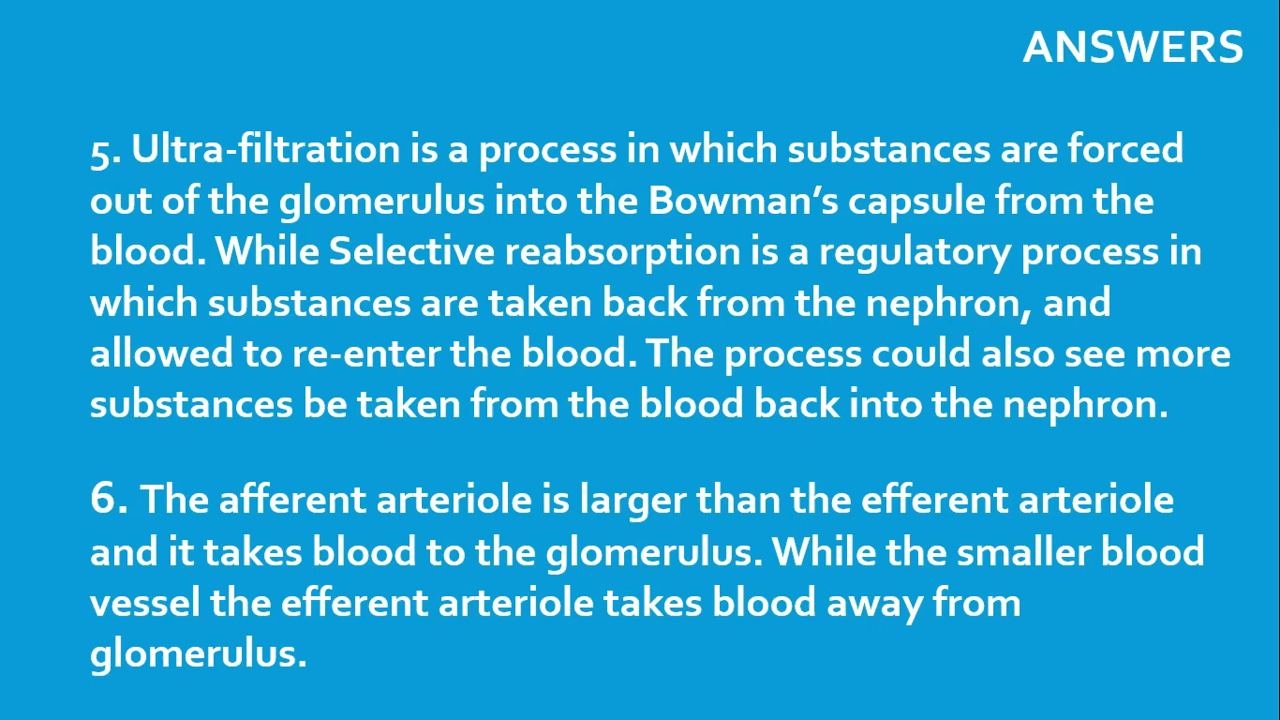 ANSWERS
5. Ultra-filtration is a process in which substances are forced
out of the glomerulus into the Bowman's capsule from the
blood. While Selective reabsorption is a regulatory process in
which substances are taken back from the nephron, and
allowed to re-enter the blood. The process could also see more
substances be taken from the blood back into the nephron.
6. The afferent arteriole is larger than the efferent arteriole
and it takes blood to the glomerulus. While the smaller blood
vessel the efferent arteriole takes blood away from
glomerulus.